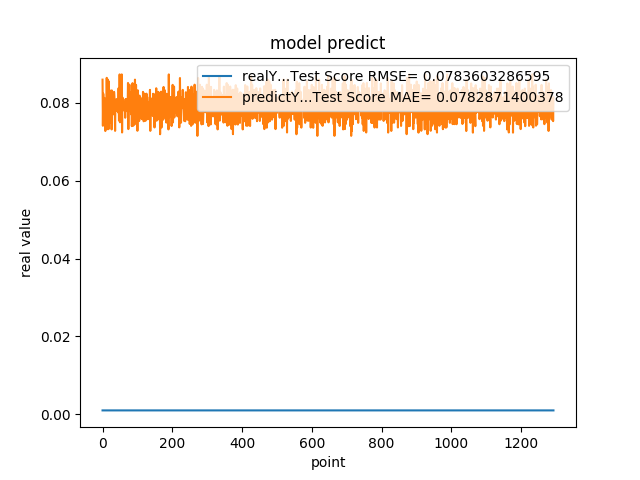 model predict
realY...Test Score RMSE= 0.0783603286595
predictY...Test Score MAE= 0.0782871400378
0.08
0.06
0.04
0.02
0.00
real value
0 200 400 600 800 1000 1200
point